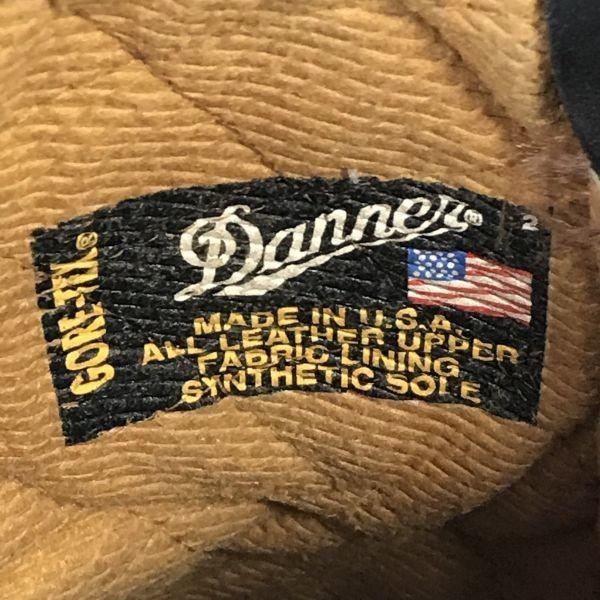 GORE-TEX®
Danner®
2
MADE IN U.S.A.
ALL LEATHER UPPER
FABRIC LINING
SYNTHETIC SOLE